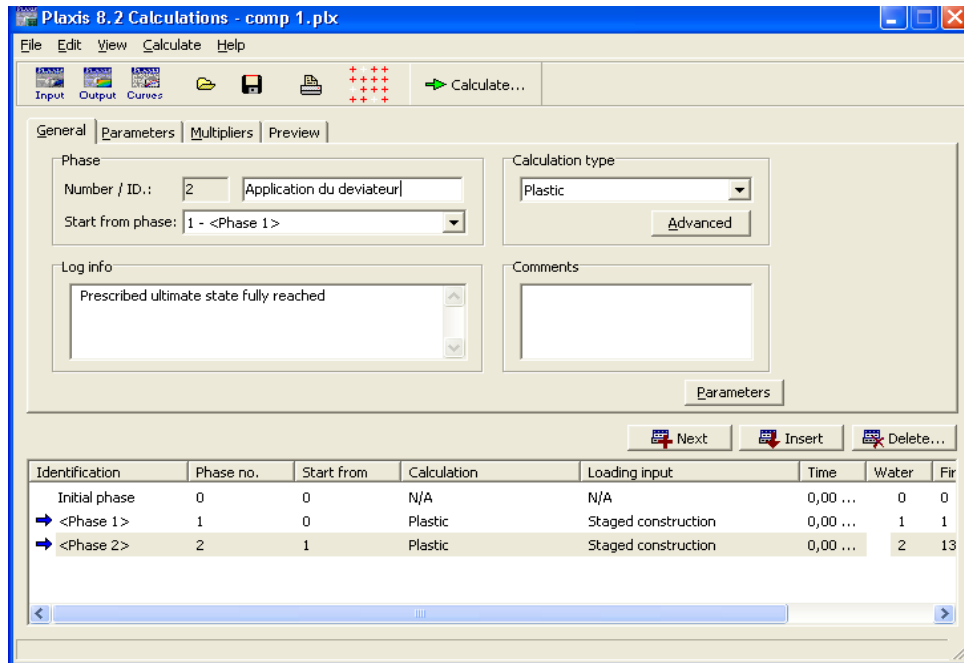 Plaxis 8.2 Calculations - comp 1.plx
File Edit View Calculate Help
Input Output Curves Calculate...
General Parameters Multipliers Preview
Phase
Number / ID.: 2 Application du deviateur
Start from phase: 1 - <Phase 1>
Calculation type
Plastic
Advanced
Log info
Prescribed ultimate state fully reached
Comments
Parameters
Next Insert Delete...
Identification Phase no. Start from Calculation Loading input Time Water Fir
Initial phase 0 0 N/A N/A 0,00 ... 0 0
<Phase 1> 1 0 Plastic Staged construction 0,00 ... 1 1
<Phase 2> 2 1 Plastic Staged construction 0,00 ... 2 13